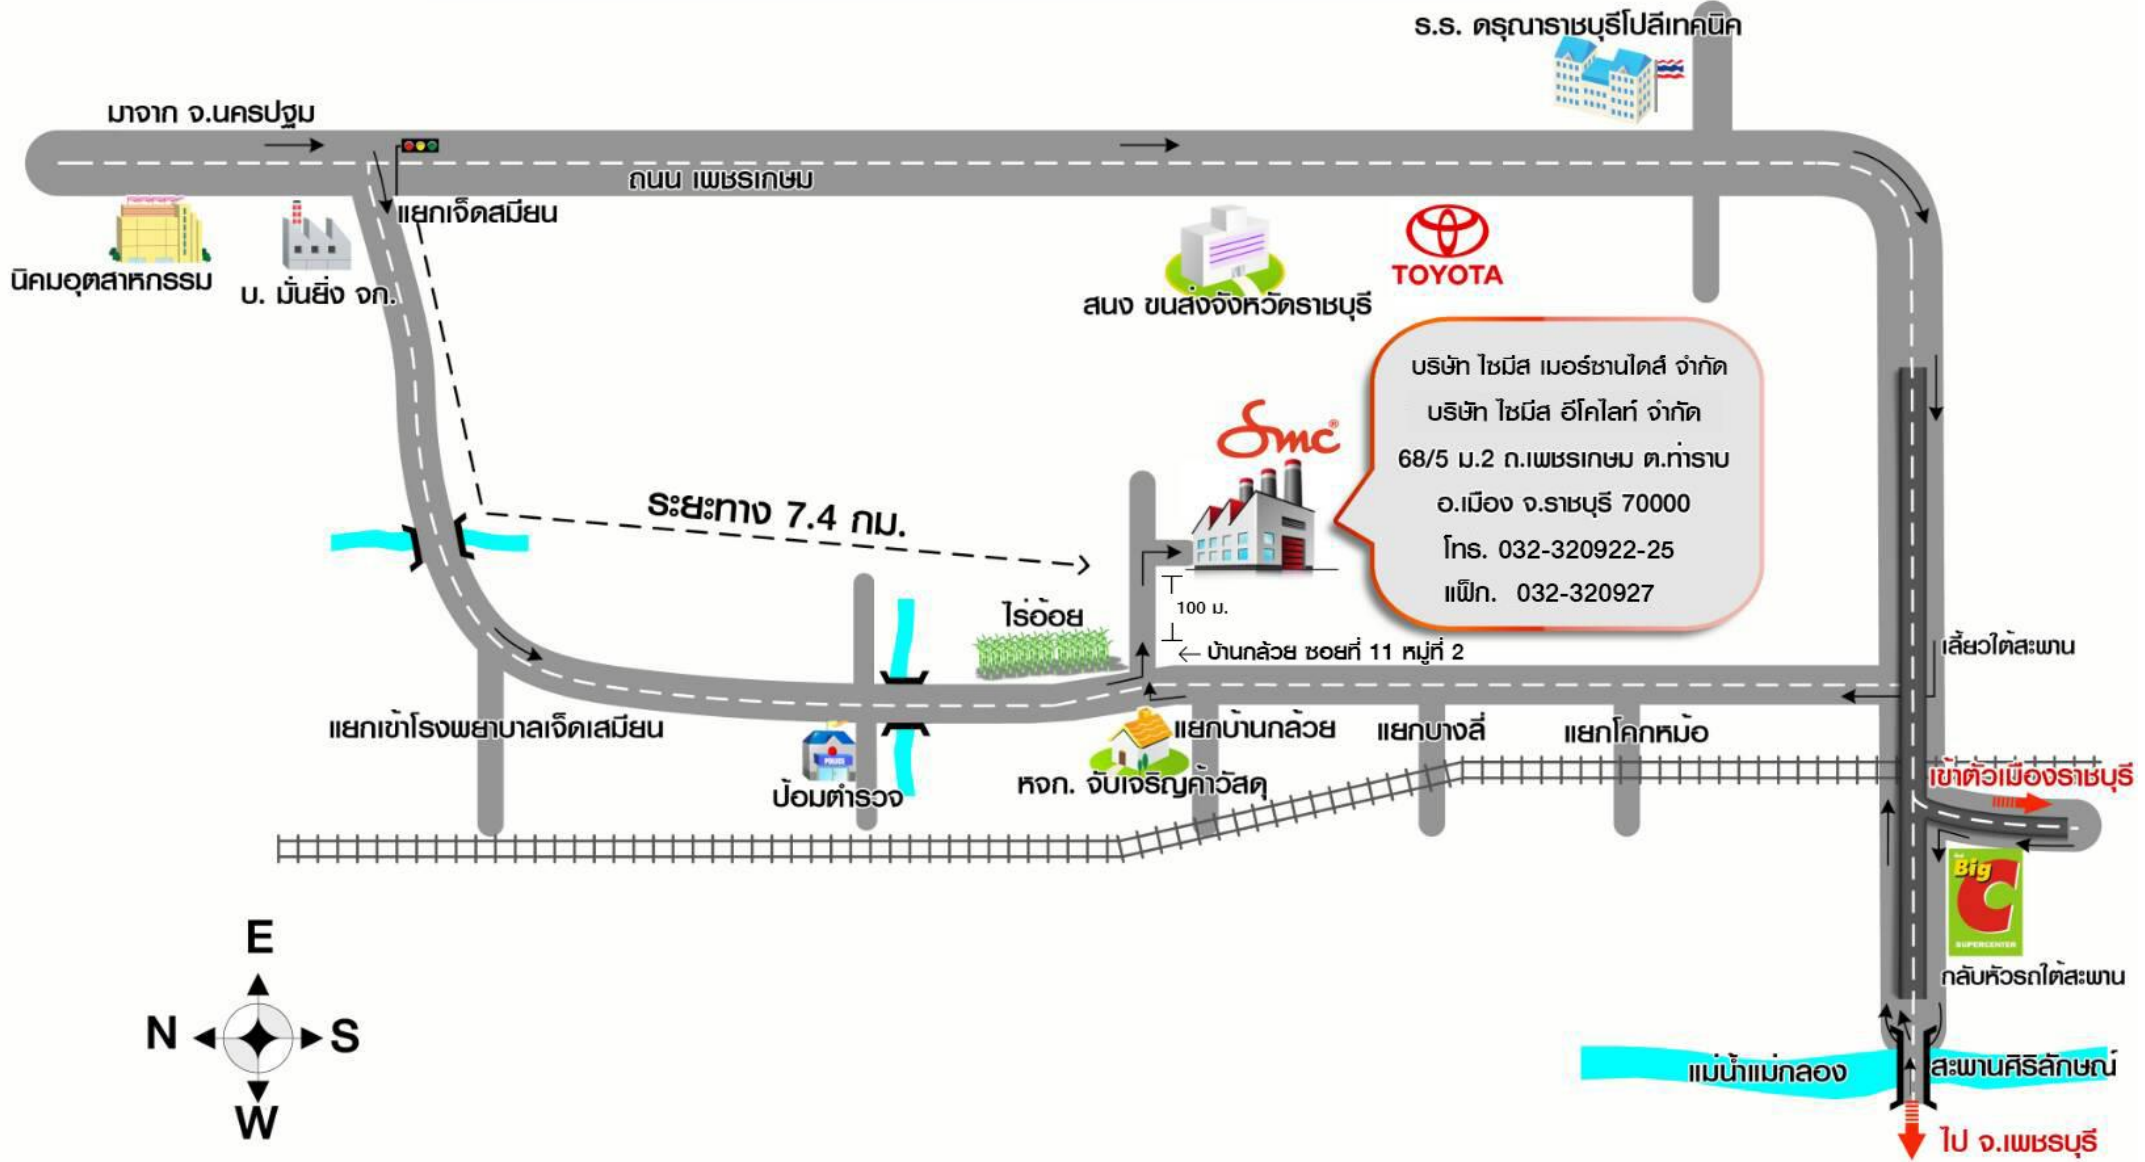 ร.ร. ดรุณาราชบุรีโปลีเทคนิค
มาจาก จ.นครปฐม
ถนน เพชรเกษม
แยกเจ็ดสมียน
นิคมอุตสาหกรรม
บ. มั่นยิ่ง จก.
สนง ขนส่งจังหวัดราชบุรี
TOYOTA
บริษัท ไซมีส เมอร์ซานไดส์ จำกัด
บริษัท ไซมีส อีโคไลท์ จำกัด
68/5 ม.2 ถ.เพชรเกษม ต.ท่าราบ
อ.เมือง จ.ราชบุรี 70000
โทร. 032-320922-25
แฟ็ก. 032-320927
Smc®
ระยะทาง 7.4 กม.
ไร่อ้อย
100 ม.
บ้านกล้วย ซอยที่ 11 หมู่ที่ 2
เลี้ยวใต้สะพาน
แยกเข้าโรงพยาบาลเจ็ดเสมียน
แยกบ้านกล้วย
แยกบางลี่
แยกโคกหม้อ
POLICE
ป้อมตำรวจ
หจก. จับเจริญค้าวัสดุ
เข้าตัวเมืองราชบุรี
Big
C
SUPERCENTER
กลับหัวรถใต้สะพาน
E
N
S
W
แม่น้ำแม่กลอง
สะพานศิริลักษณ์
ไป จ.เพชรบุรี